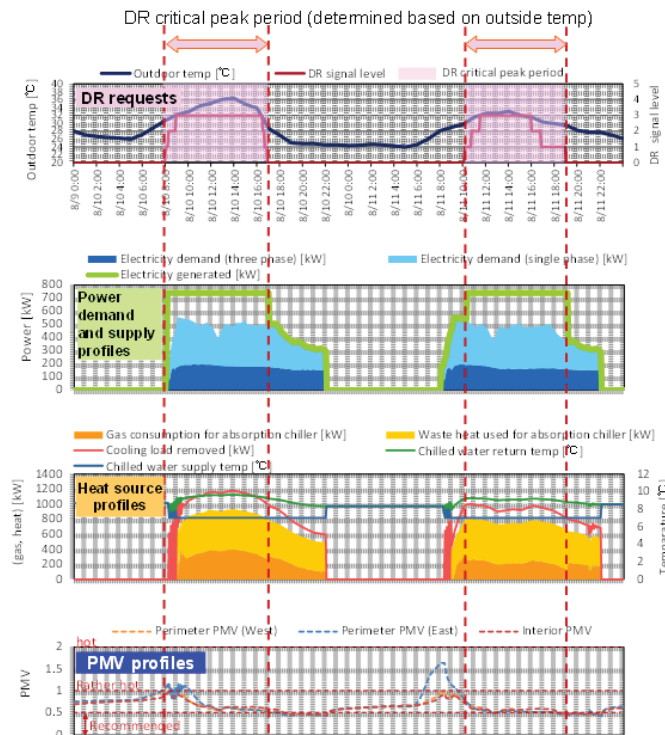 DR critical peak period (determined based on outside temp)
Outdoor temp [℃]
DR signal level
DR critical peak period
DR requests
Outdoor temp [℃]
40
36
32
28
26
20
5
4
3
2
1
0
DR signal level
8/9 0:00
8/10 2:00
8/10 4:00
8/10 6:00
8/10 8:00
8/10 10:00
8/10 12:00
8/10 14:00
8/10 16:00
8/10 18:00
8/10 20:00
8/10 22:00
8/11 0:00
8/11 2:00
8/11 4:00
8/11 6:00
8/11 8:00
8/11 10:00
8/11 12:00
8/11 14:00
8/11 16:00
8/11 18:00
8/11 20:00
8/11 22:00
Electricity demand (three phase) [kW]
Electricity demand (single phase) [kW]
Electricity generated [kW]
Power
demand
and supply
profiles
Power [kW]
800
700
600
500
400
300
200
100
0
Gas consumption for absorption chiller [kW]
Waste heat used for absorption chiller [kW]
Cooling load removed [kW]
Chilled water return temp [℃]
Chilled water supply temp [℃]
Heat source
profiles
(gas, heat) [kW]
1400
1200
1000
800
600
400
200
0
12
10
8
6
4
2
0
Temparature [℃]
Perimeter PMV (West)
Perimeter PMV (East)
Interior PMV
hot
PMV profiles
Rather hot
Recommended
PMV
2
1.5
1
0.5
0